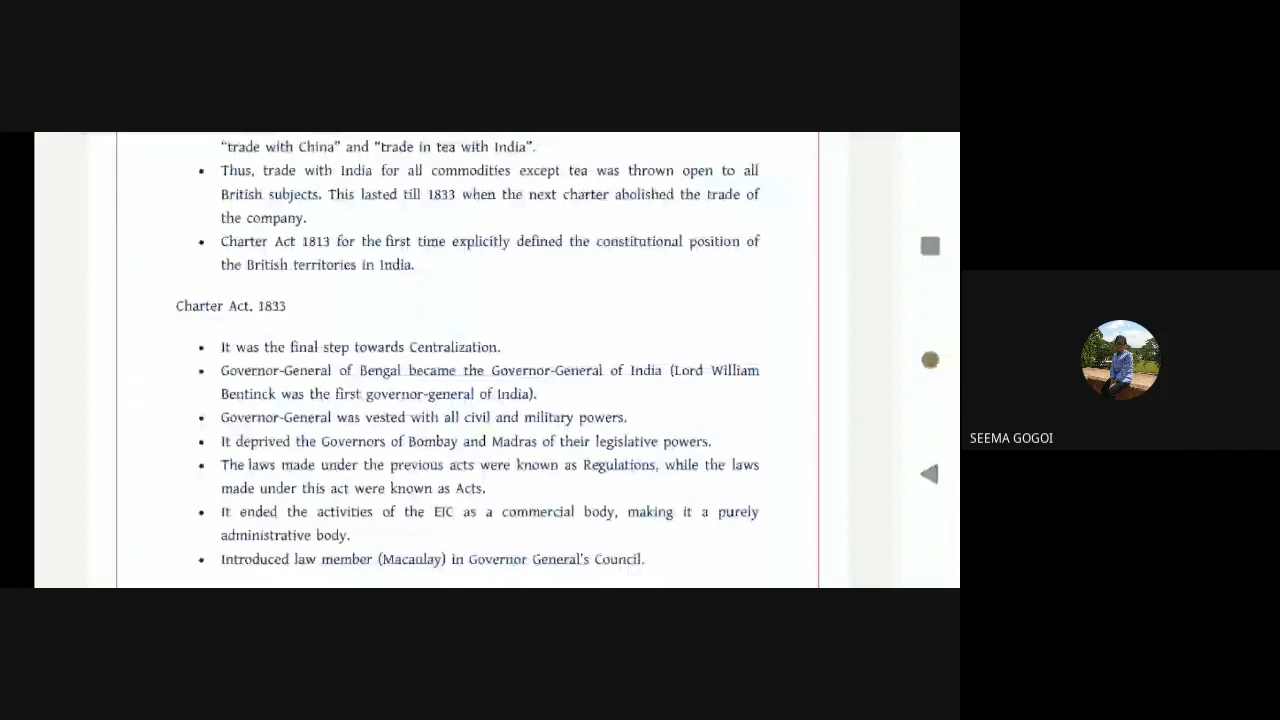 "trade with China" and "trade in tea with India".
• Thus, trade with India for all commodities except tea was thrown open to all
British subjects. This lasted till 1833 when the next charter abolished the trade of
the company.
• Charter Act 1813 for the first time explicitly defined the constitutional position of
the British territories in India.
Charter Act, 1833
• It was the final step towards Centralization.
• Governor-General of Bengal became the Governor-General of India (Lord William
Bentinck was the first governor-general of India).
• Governor-General was vested with all civil and military powers.
• It deprived the Governors of Bombay and Madras of their legislative powers.
• The laws made under the previous acts were known as Regulations, while the laws
made under this act were known as Acts.
• It ended the activities of the EIC as a commercial body, making it a purely
administrative body.
• Introduced law member (Macaulay) in Governor General's Council.
SEEMA GOGOI